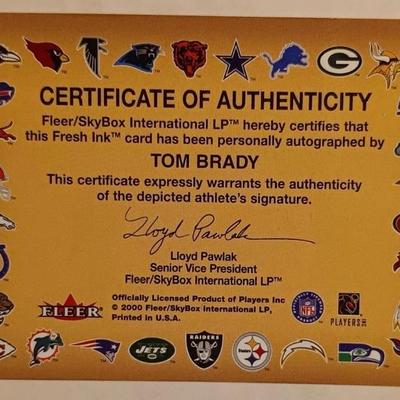 CERTIFICATE OF AUTHENTICITY
Fleer/SkyBox International LP™ hereby certifies that
this Fresh Ink™ card has been personally autographed by
TOM BRADY
This certificate expressly warrants the authenticity
of the depicted athlete's signature.
Lloyd Pawlak
Lloyd Pawlak
Senior Vice President
Fleer/SkyBox International LP™
Officially Licensed Product of Players Inc
© 2000 Fleer/SkyBox International LP,
Printed in U.S.A.
FLEER
NFL
PLAYERS INC
JETS
RAIDERS
Steelers